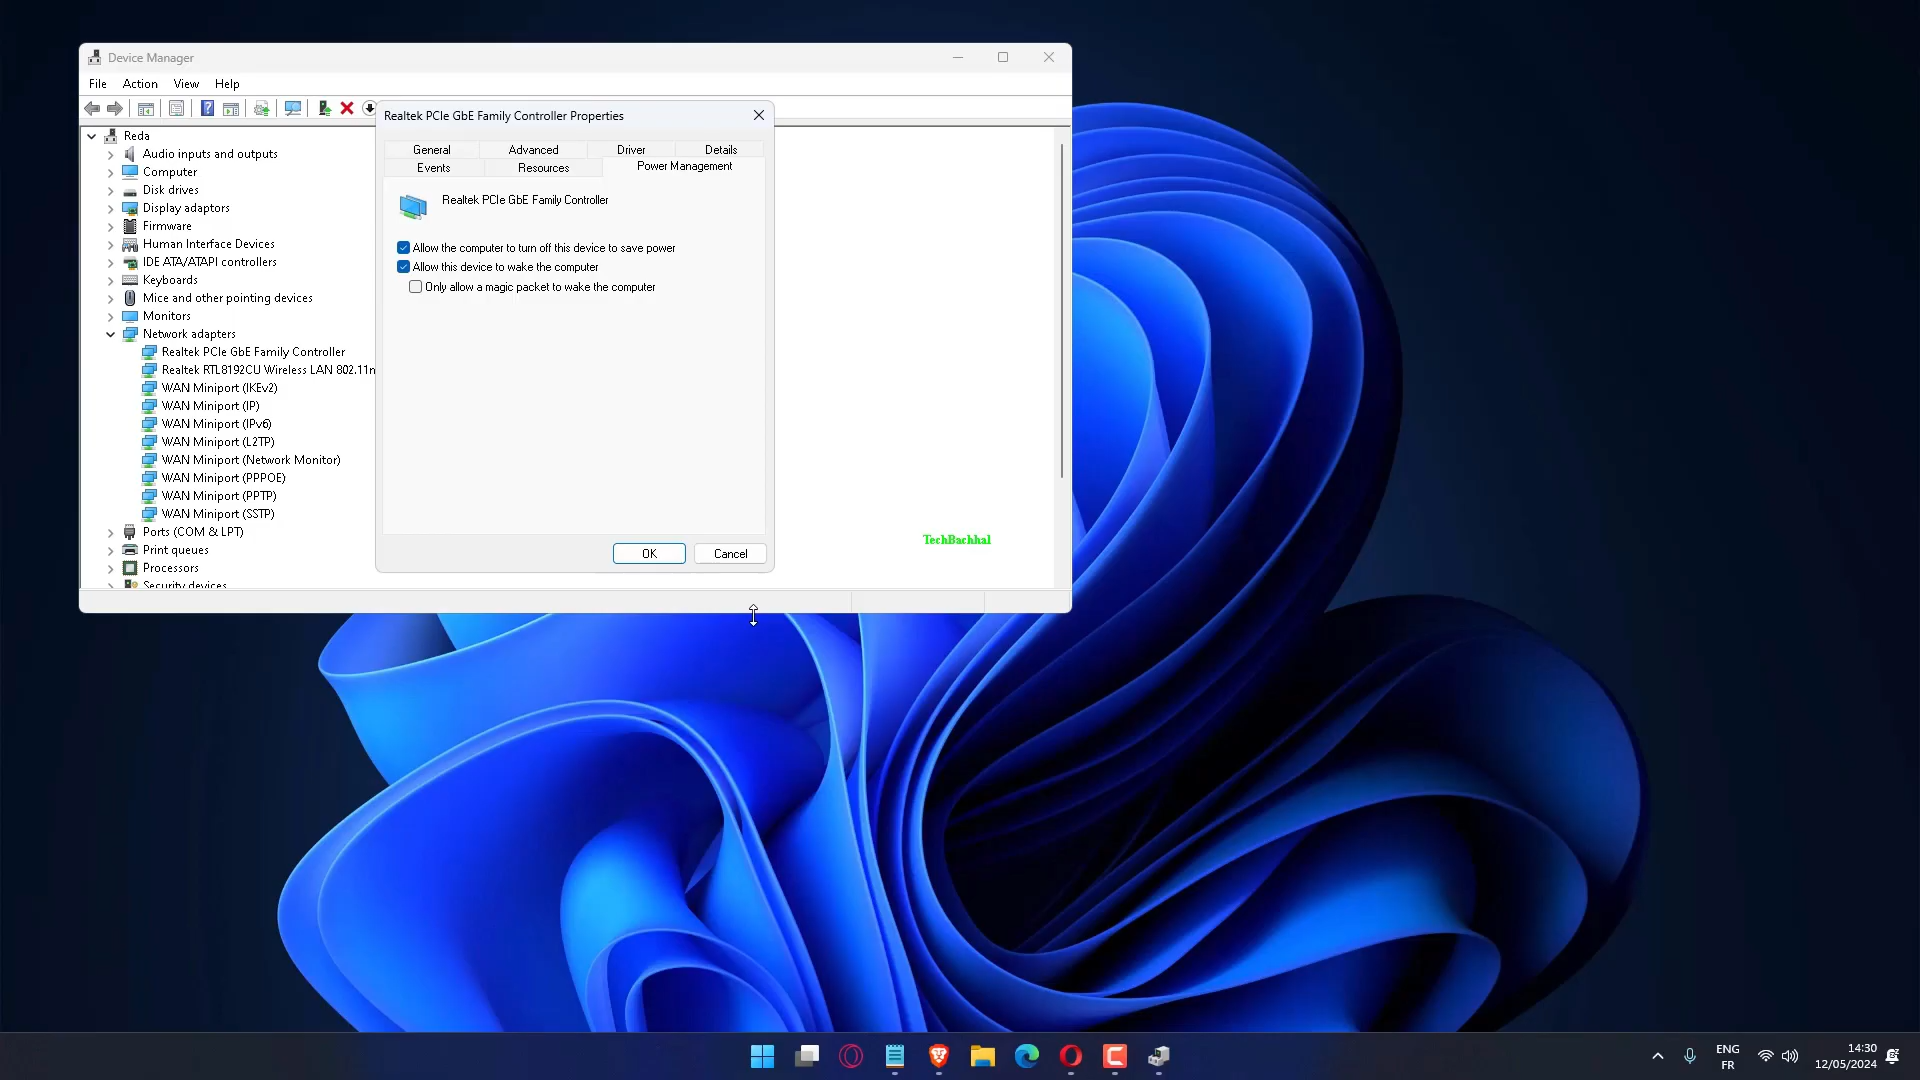 Device Manager
File Action View Help
Realtek PCIe GbE Family Controller Properties
General Advanced Driver Details
Events Resources Power Management
Realtek PCIe GbE Family Controller
Allow the computer to turn off this device to save power
Allow this device to wake the computer
Only allow a magic packet to wake the computer
OK Cancel
Reda
Audio inputs and outputs
Computer
Disk drives
Display adaptors
Firmware
Human Interface Devices
IDE ATA/ATAPI controllers
Keyboards
Mice and other pointing devices
Monitors
Network adapters
Realtek PCIe GbE Family Controller
Realtek RTL8192CU Wireless LAN 802.11n
WAN Miniport (IKEv2)
WAN Miniport (IP)
WAN Miniport (IPv6)
WAN Miniport (L2TP)
WAN Miniport (Network Monitor)
WAN Miniport (PPPOE)
WAN Miniport (PPTP)
WAN Miniport (SSTP)
Ports (COM & LPT)
Print queues
Processors
Security devices
TechBachhal
ENG
FR
14:30
12/05/2024